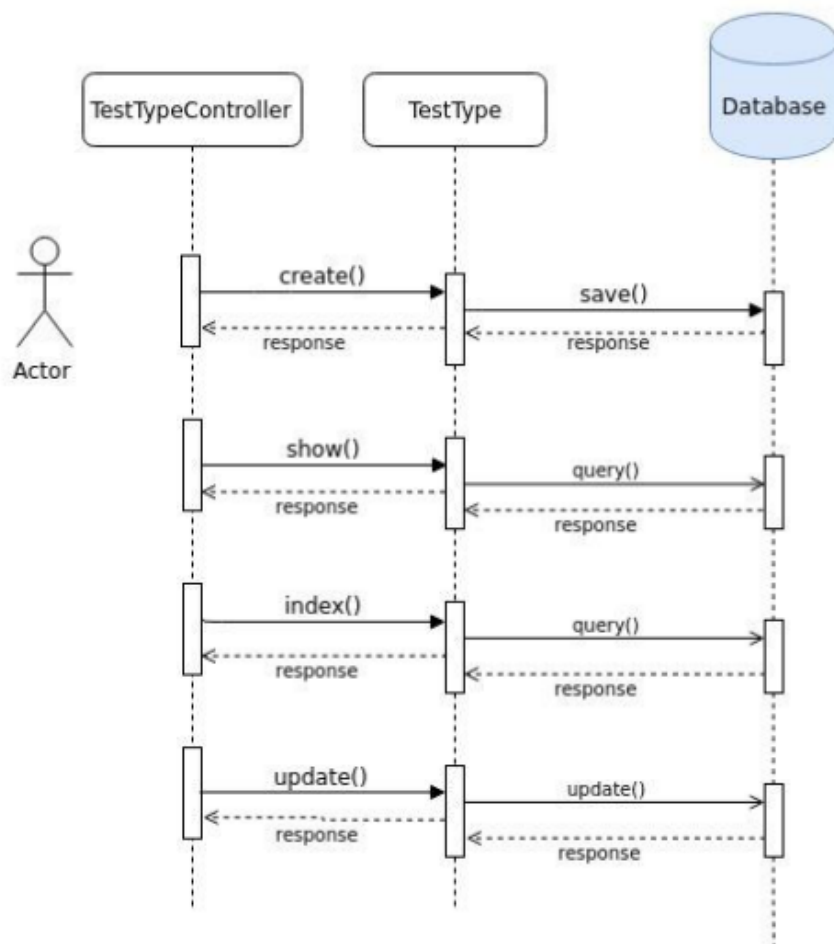 TestTypeController
TestType
Database
Actor
create()
save()
response
response
show()
query()
response
response
index()
query()
response
response
update()
update()
response
response